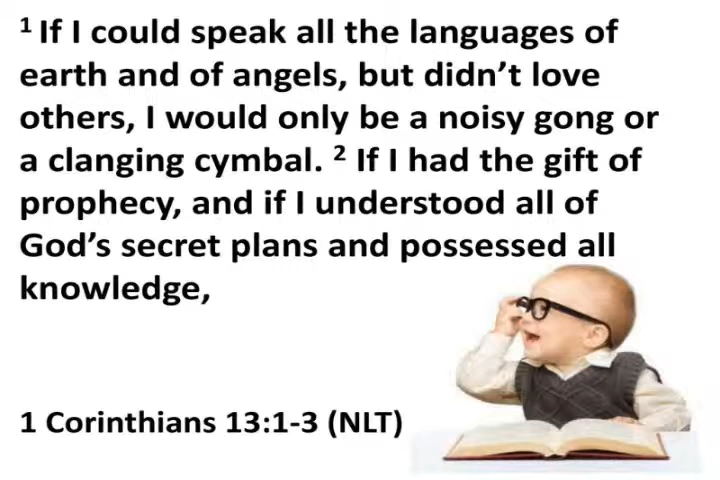 ¹ If I could speak all the languages of
earth and of angels, but didn’t love
others, I would only be a noisy gong or
a clanging cymbal. ² If I had the gift of
prophecy, and if I understood all of
God’s secret plans and possessed all
knowledge,
1 Corinthians 13:1-3 (NLT)